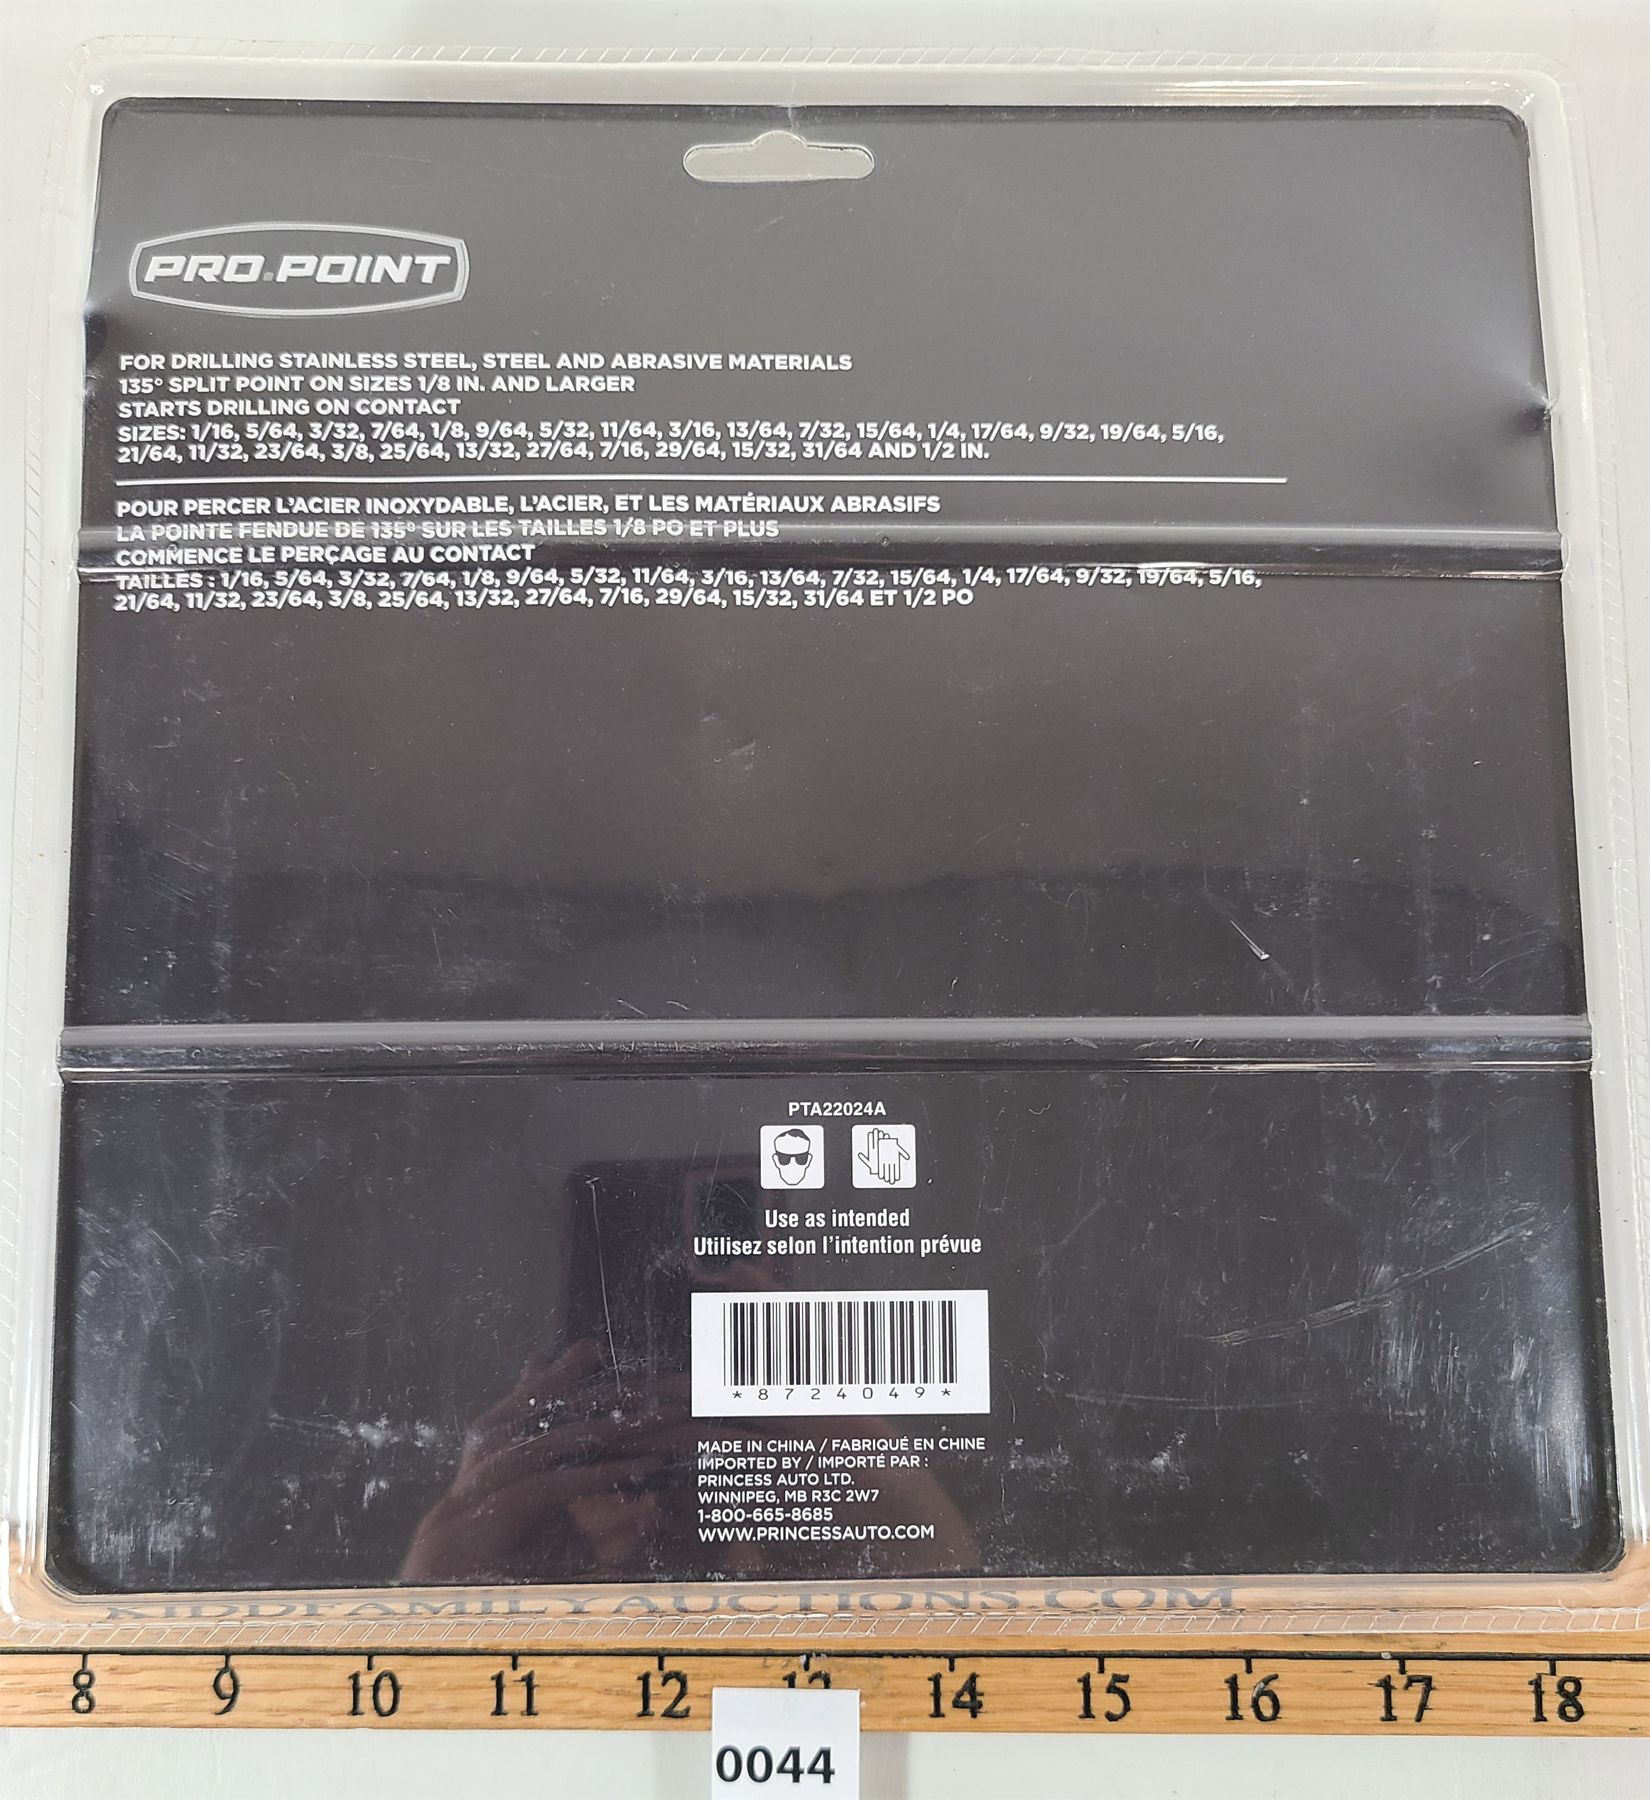 PRO.POINT
FOR DRILLING STAINLESS STEEL, STEEL AND ABRASIVE MATERIALS
135° SPLIT POINT ON SIZES 1/8 IN. AND LARGER
STARTS DRILLING ON CONTACT
SIZES: 1/16, 5/64, 3/32, 7/64, 1/8, 9/64, 5/32, 11/64, 3/16, 13/64, 7/32, 15/64, 1/4, 17/64, 9/32, 19/64, 5/16,
21/64, 11/32, 23/64, 3/8, 25/64, 13/32, 27/64, 7/16, 29/64, 15/32, 31/64 AND 1/2 IN.
POUR PERCER L'ACIER INOXYDABLE, L'ACIER, ET LES MATÉRIAUX ABRASIFS
LA POINTE FENDUE DE 135° SUR LES TAILLES 1/8 PO ET PLUS
COMMENCE LE PERÇAGE AU CONTACT
TAILLES : 1/16, 5/64, 3/32, 7/64, 1/8, 9/64, 5/32, 11/64, 3/16, 13/64, 7/32, 15/64, 1/4, 17/64, 9/32, 19/64, 5/16,
21/64, 11/32, 23/64, 3/8, 25/64, 13/32, 27/64, 7/16, 29/64, 15/32, 31/64 ET 1/2 PO
PTA22024A
Use as intended
Utilisez selon l'intention prévue
*8724049*
MADE IN CHINA / FABRIQUÉ EN CHINE
IMPORTED BY / IMPORTÉ PAR :
PRINCESS AUTO LTD.
WINNIPEG, MB R3C 2W7
1-800-665-8685
WWW.PRINCESSAUTO.COM
KIDDFAMILYAUCTIONS.COM
8 9 10 11 12 13 14 15 16 17 18
0044